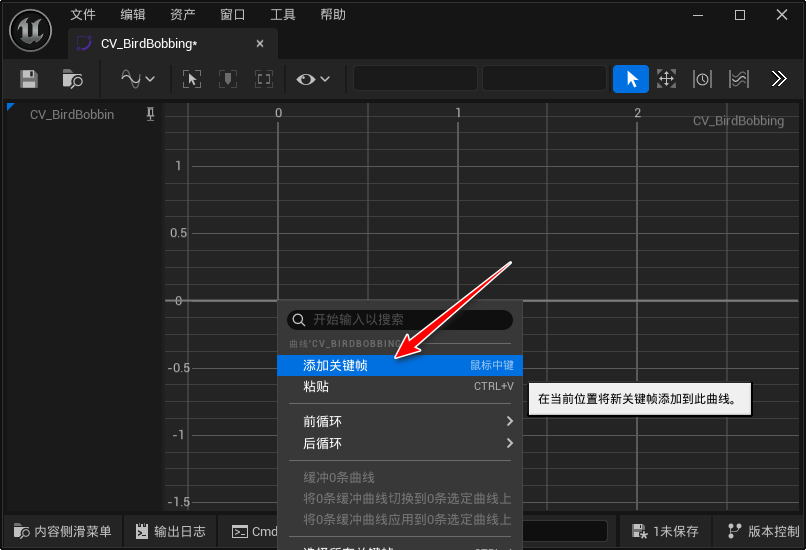 文件 编辑 资产 窗口 工具 帮助
CV_BirdBobbing*
CV_BirdBobbin
0 1 2
CV_BirdBobbing
1
0.5
0
-0.5
-1
-1.5
开始输入以搜索
曲线'CV_BIRDBOBBING
添加关键帧 鼠标中键
粘贴 CTRL+V
在当前位置将新关键帧添加到此曲线。
前循环
后循环
缓冲0条曲线
将0条缓冲曲线切换到0条选定曲线上
将0条缓冲曲线应用到0条选定曲线上
内容侧滑菜单 输出日志 Cmd 1未保存 版本控制